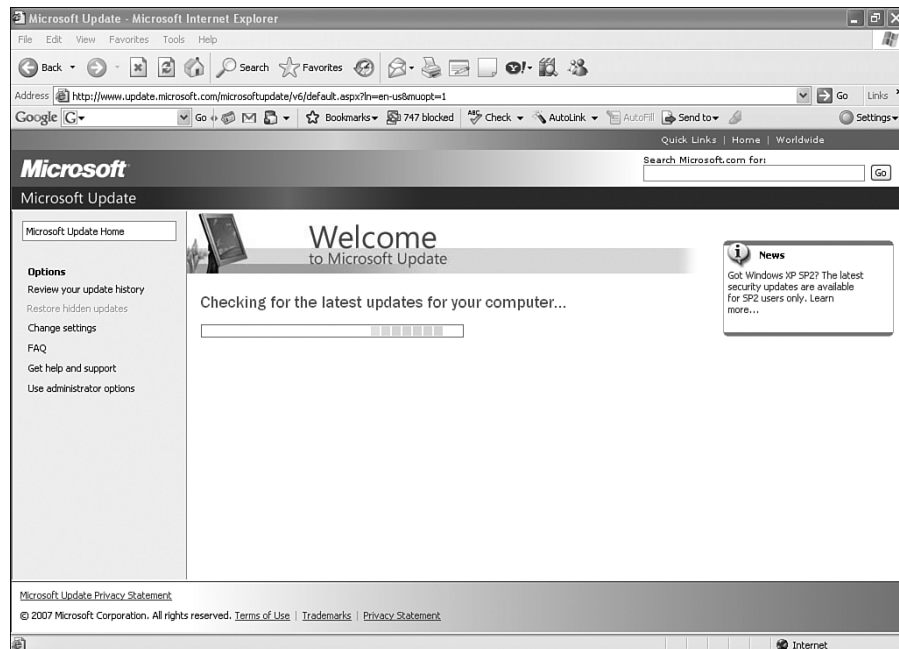 Microsoft Update - Microsoft Internet Explorer
File Edit View Favorites Tools Help
Back Search Favorites
Address http://www.update.microsoft.com/microsoftupdate/v6/default.aspx?ln=en-us&muopt=1 Go Links
Google G Go Bookmarks 747 blocked ABC Check AutoLink AutoFill Send to Settings
Quick Links | Home | Worldwide
Microsoft
Search Microsoft.com for:
Go
Microsoft Update
Microsoft Update Home
Options
Review your update history
Restore hidden updates
Change settings
FAQ
Get help and support
Use administrator options
Welcome
to Microsoft Update
Checking for the latest updates for your computer...
News
Got Windows XP SP2? The latest
security updates are available
for SP2 users only. Learn
more...
Microsoft Update Privacy Statement
© 2007 Microsoft Corporation. All rights reserved. Terms of Use | Trademarks | Privacy Statement
Internet